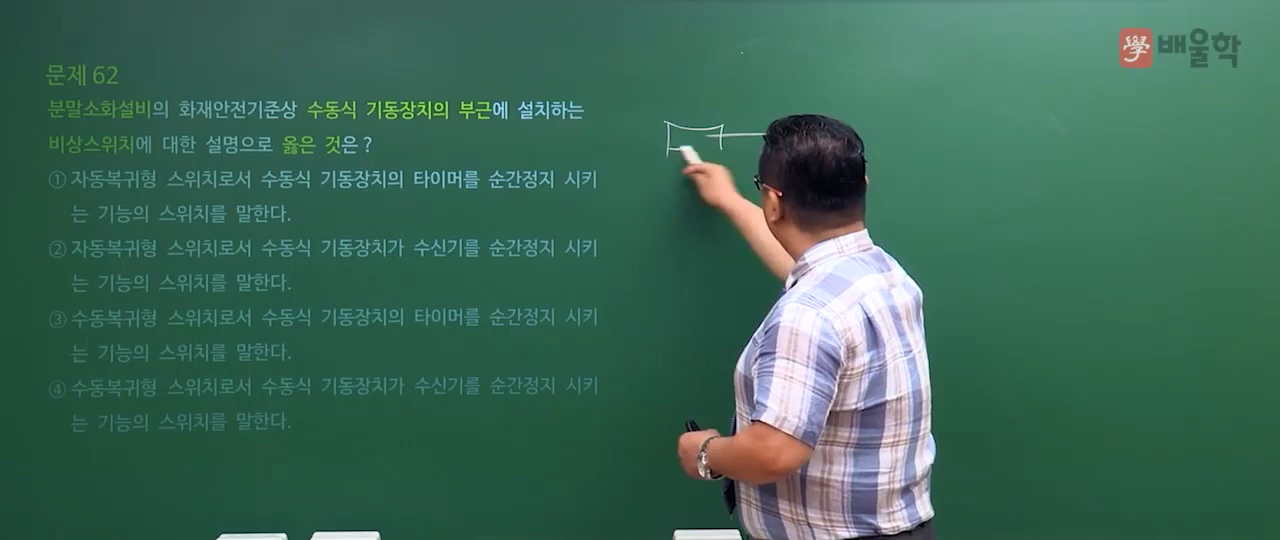 學 배울학
문제 62
분말소화설비의 화재안전기준상 수동식 기동장치의 부근에 설치하는
비상스위치에 대한 설명으로 옳은 것은?
① 자동복귀형 스위치로서 수동식 기동장치의 타이머를 순간정지 시키
는 기능의 스위치를 말한다.
② 자동복귀형 스위치로서 수동식 기동장치가 수신기를 순간정지 시키
는 기능의 스위치를 말한다.
③ 수동복귀형 스위치로서 수동식 기동장치의 타이머를 순간정지 시키
는 기능의 스위치를 말한다.
④ 수동복귀형 스위치로서 수동식 기동장치가 수신기를 순간정지 시키
는 기능의 스위치를 말한다.